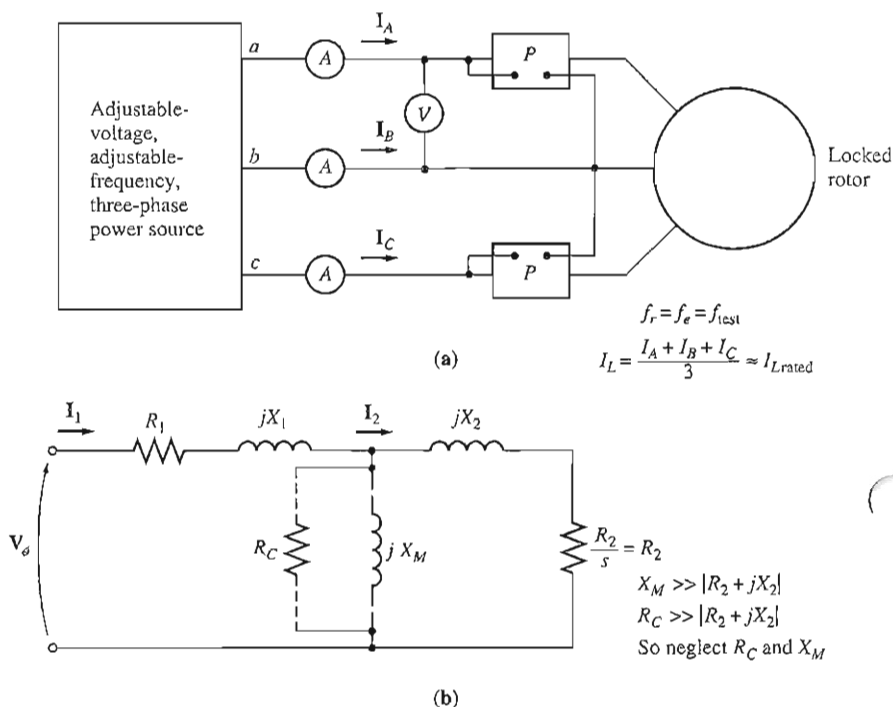 Adjustable-
voltage,
adjustable-
frequency,
three-phase
power source
a
A
I_A
P
V
b
A
I_B
Locked
rotor
c
A
I_C
P
f_r = f_e = f_test
I_L = (I_A + I_B + I_C)/3 ≈ I_L rated
(a)
I_1
R_1
jX_1
I_2
jX_2
V_ϕ
R_C
j X_M
R_2/s = R_2
X_M >> |R_2 + jX_2|
R_C >> |R_2 + jX_2|
So neglect R_C and X_M
(b)